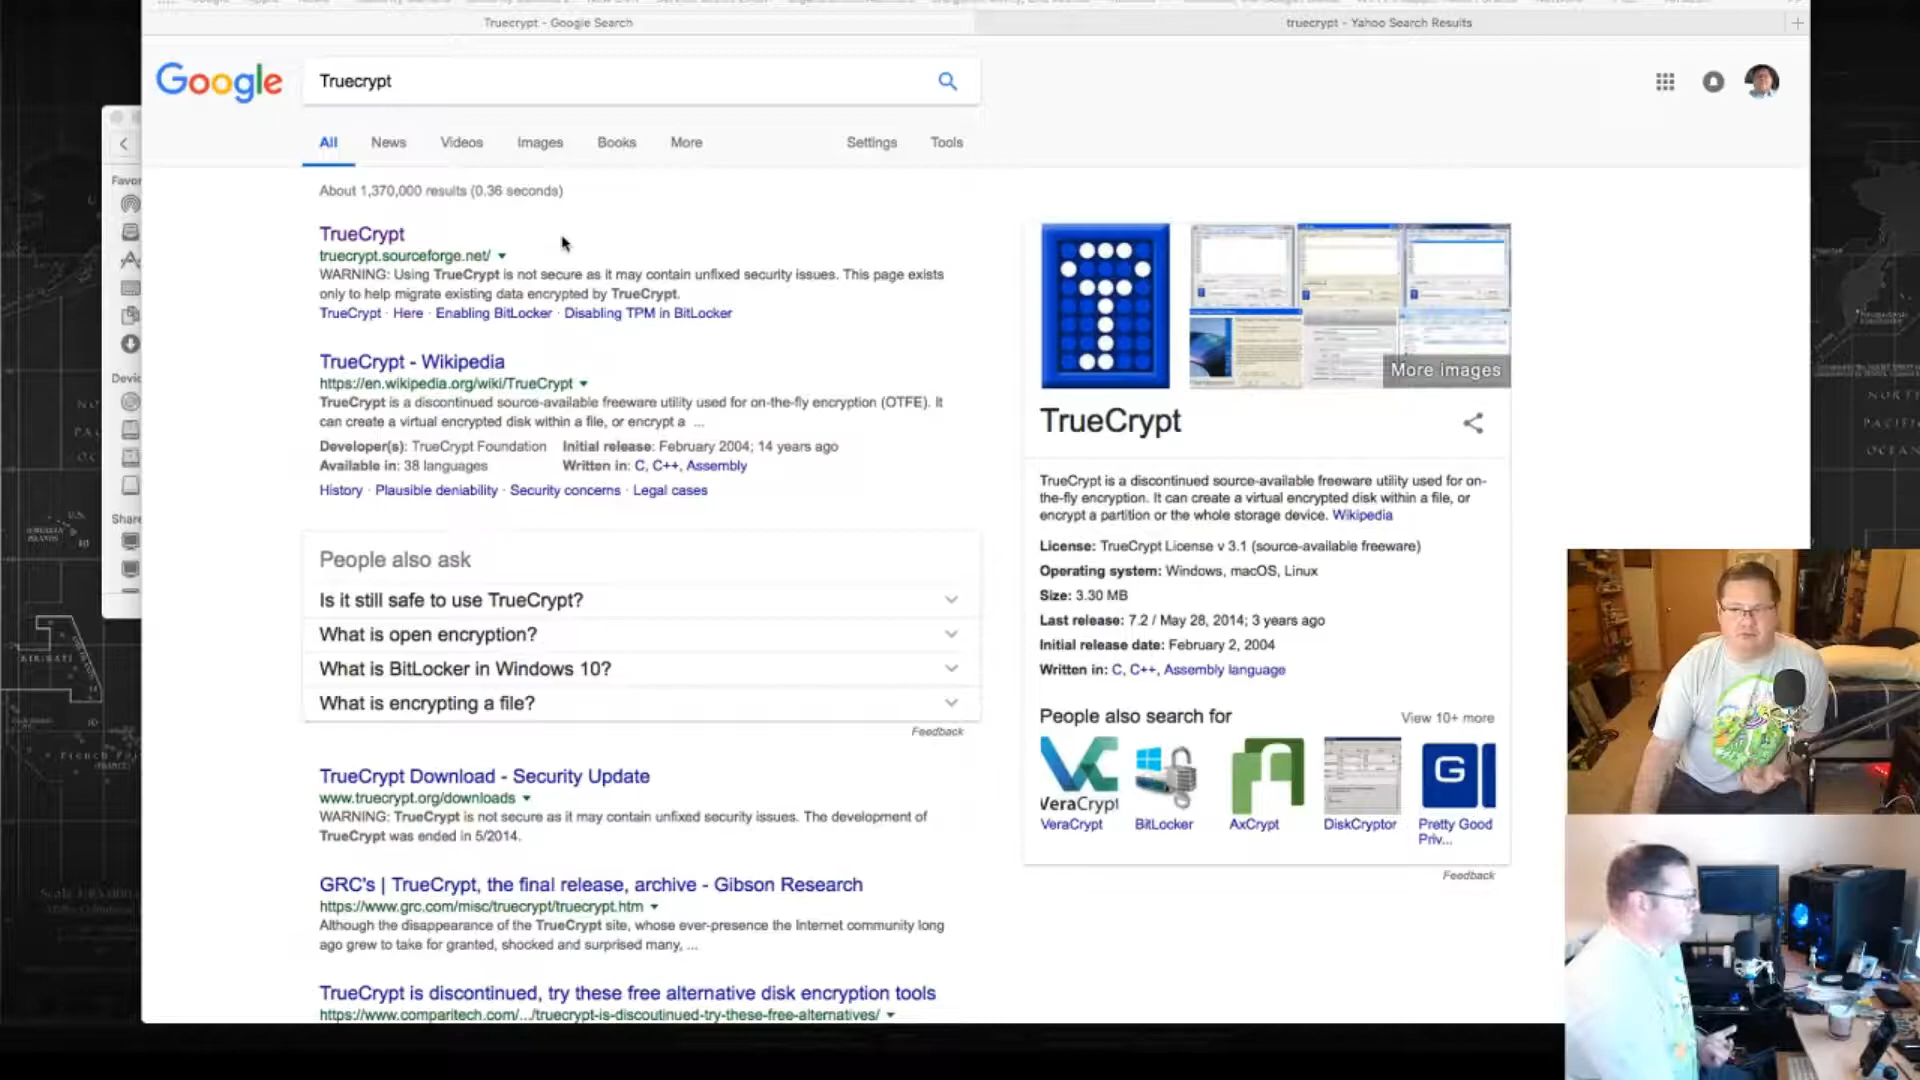 Truecrypt - Google Search
truecrypt - Yahoo Search Results
Google
Truecrypt
All News Videos Images Books More Settings Tools
About 1,370,000 results (0.36 seconds)
TrueCrypt
truecrypt.sourceforge.net/
WARNING: Using TrueCrypt is not secure as it may contain unfixed security issues. This page exists
only to help migrate existing data encrypted by TrueCrypt.
TrueCrypt · Here · Enabling BitLocker · Disabling TPM in BitLocker
TrueCrypt - Wikipedia
https://en.wikipedia.org/wiki/TrueCrypt
TrueCrypt is a discontinued source-available freeware utility used for on-the-fly encryption (OTFE). It
can create a virtual encrypted disk within a file, or encrypt a ...
Developer(s): TrueCrypt Foundation Initial release: February 2004; 14 years ago
Available in: 38 languages Written in: C, C++, Assembly
History · Plausible deniability · Security concerns · Legal cases
People also ask
Is it still safe to use TrueCrypt?
What is open encryption?
What is BitLocker in Windows 10?
What is encrypting a file?
Feedback
TrueCrypt Download - Security Update
www.truecrypt.org/downloads
WARNING: TrueCrypt is not secure as it may contain unfixed security issues. The development of
TrueCrypt was ended in 5/2014.
GRC's | TrueCrypt, the final release, archive - Gibson Research
https://www.grc.com/misc/truecrypt/truecrypt.htm
Although the disappearance of the TrueCrypt site, whose ever-presence the Internet community long
ago grew to take for granted, shocked and surprised many, ...
TrueCrypt is discontinued, try these free alternative disk encryption tools
https://www.comparitech.com/.../truecrypt-is-discoutinued-try-these-free-alternatives/
More images
TrueCrypt
TrueCrypt is a discontinued source-available freeware utility used for on-
the-fly encryption. It can create a virtual encrypted disk within a file, or
encrypt a partition or the whole storage device. Wikipedia
License: TrueCrypt License v 3.1 (source-available freeware)
Operating system: Windows, macOS, Linux
Size: 3.30 MB
Last release: 7.2 / May 28, 2014; 3 years ago
Initial release date: February 2, 2004
Written in: C, C++, Assembly language
People also search for View 10+ more
VeraCrypt
G
VeraCrypt BitLocker AxCrypt DiskCryptor Pretty Good
Priv...
Feedback
Favor
Devic
Share